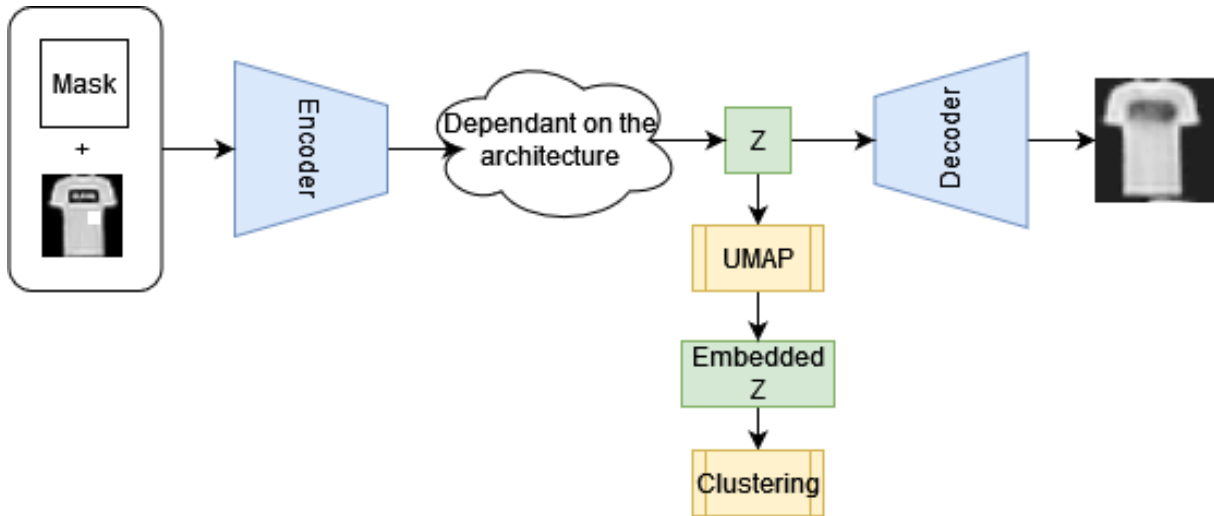 Mask
+
Encoder
Dependant on the
architecture
Z
Decoder
UMAP
Embedded
Z
Clustering